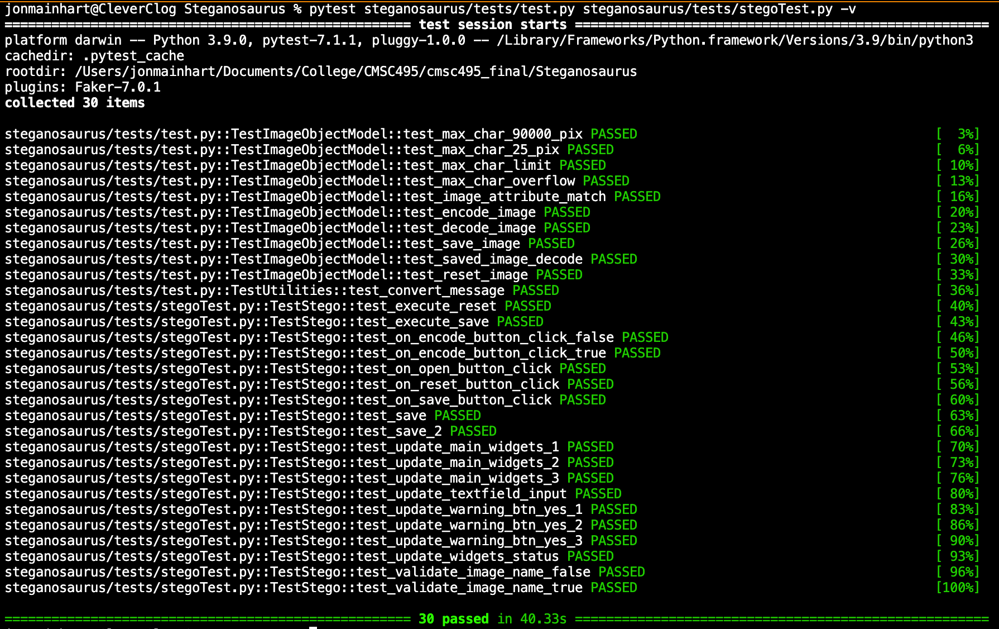 jonmainhart@CleverClog Steganosaurus % pytest steganosaurus/tests/test.py steganosaurus/tests/stegoTest.py -v
==================================================== test session starts =====================================================
platform darwin -- Python 3.9.0, pytest-7.1.1, pluggy-1.0.0 -- /Library/Frameworks/Python.framework/Versions/3.9/bin/python3
cachedir: .pytest_cache
rootdir: /Users/jonmainhart/Documents/College/CMSC495/cmsc495_final/Steganosaurus
plugins: Faker-7.0.1
collected 30 items
steganosaurus/tests/test.py::TestImageObjectModel::test_max_char_90000_pix PASSED [  3%]
steganosaurus/tests/test.py::TestImageObjectModel::test_max_char_25_pix PASSED [  6%]
steganosaurus/tests/test.py::TestImageObjectModel::test_max_char_limit PASSED [ 10%]
steganosaurus/tests/test.py::TestImageObjectModel::test_max_char_overflow PASSED [ 13%]
steganosaurus/tests/test.py::TestImageObjectModel::test_image_attribute_match PASSED [ 16%]
steganosaurus/tests/test.py::TestImageObjectModel::test_encode_image PASSED [ 20%]
steganosaurus/tests/test.py::TestImageObjectModel::test_decode_image PASSED [ 23%]
steganosaurus/tests/test.py::TestImageObjectModel::test_save_image PASSED [ 26%]
steganosaurus/tests/test.py::TestImageObjectModel::test_saved_image_decode PASSED [ 30%]
steganosaurus/tests/test.py::TestImageObjectModel::test_reset_image PASSED [ 33%]
steganosaurus/tests/test.py::TestUtilities::test_convert_message PASSED [ 36%]
steganosaurus/tests/stegoTest.py::TestStego::test_execute_reset PASSED [ 40%]
steganosaurus/tests/stegoTest.py::TestStego::test_execute_save PASSED [ 43%]
steganosaurus/tests/stegoTest.py::TestStego::test_on_encode_button_click_false PASSED [ 46%]
steganosaurus/tests/stegoTest.py::TestStego::test_on_encode_button_click_true PASSED [ 50%]
steganosaurus/tests/stegoTest.py::TestStego::test_on_open_button_click PASSED [ 53%]
steganosaurus/tests/stegoTest.py::TestStego::test_on_reset_button_click PASSED [ 56%]
steganosaurus/tests/stegoTest.py::TestStego::test_on_save_button_click PASSED [ 60%]
steganosaurus/tests/stegoTest.py::TestStego::test_save PASSED [ 63%]
steganosaurus/tests/stegoTest.py::TestStego::test_save_2 PASSED [ 66%]
steganosaurus/tests/stegoTest.py::TestStego::test_update_main_widgets_1 PASSED [ 70%]
steganosaurus/tests/stegoTest.py::TestStego::test_update_main_widgets_2 PASSED [ 73%]
steganosaurus/tests/stegoTest.py::TestStego::test_update_main_widgets_3 PASSED [ 76%]
steganosaurus/tests/stegoTest.py::TestStego::test_update_textfield_input PASSED [ 80%]
steganosaurus/tests/stegoTest.py::TestStego::test_update_warning_btn_yes_1 PASSED [ 83%]
steganosaurus/tests/stegoTest.py::TestStego::test_update_warning_btn_yes_2 PASSED [ 86%]
steganosaurus/tests/stegoTest.py::TestStego::test_update_warning_btn_yes_3 PASSED [ 90%]
steganosaurus/tests/stegoTest.py::TestStego::test_update_widgets_status PASSED [ 93%]
steganosaurus/tests/stegoTest.py::TestStego::test_validate_image_name_false PASSED [ 96%]
steganosaurus/tests/stegoTest.py::TestStego::test_validate_image_name_true PASSED [100%]
==================================================== 30 passed in 40.33s =====================================================